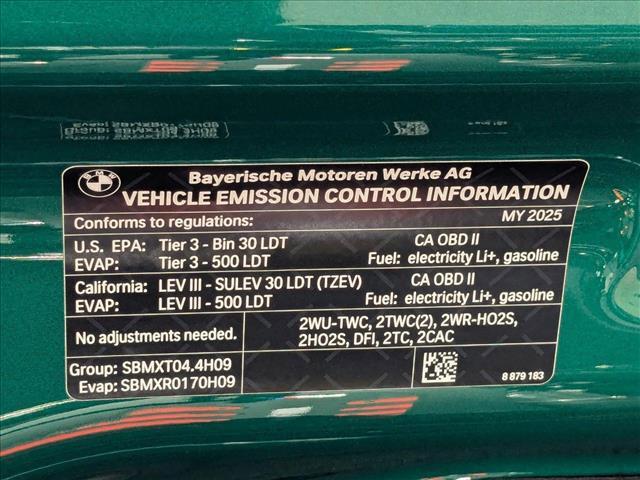 BMW
Bayerische Motoren Werke AG
VEHICLE EMISSION CONTROL INFORMATION
Conforms to regulations: MY 2025
U.S. EPA: Tier 3 - Bin 30 LDT CA OBD II
EVAP: Tier 3 - 500 LDT Fuel: electricity Li+, gasoline
California: LEV III - SULEV 30 LDT (TZEV) CA OBD II
EVAP: LEV III - 500 LDT Fuel: electricity Li+, gasoline
No adjustments needed. 2WU-TWC, 2TWC(2), 2WR-HO2S,
2HO2S, DFI, 2TC, 2CAC
Group: SBMXT04.4H09
Evap: SBMXR0170H09 8 879 183